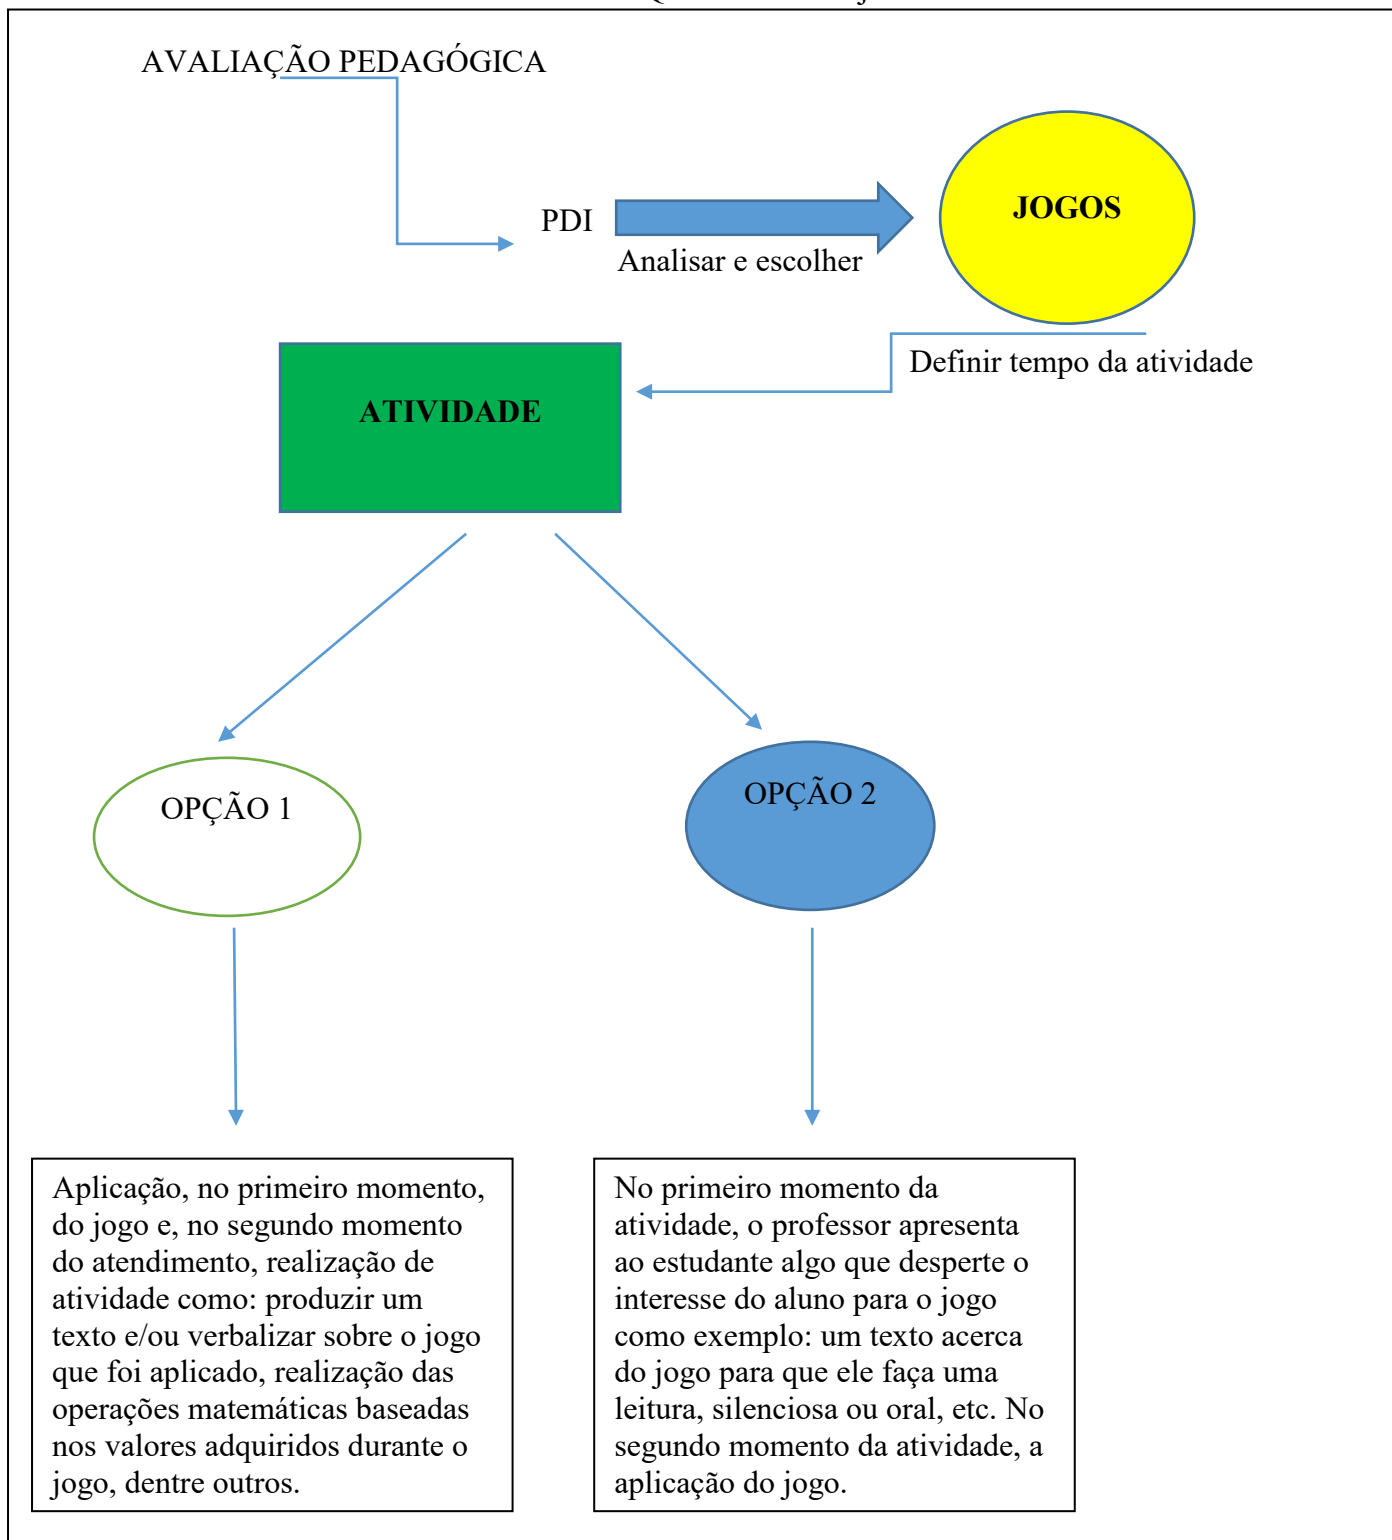 AVALIAÇÃO PEDAGÓGICA
PDI
JOGOS
Analisar e escolher
Definir tempo da atividade
ATIVIDADE
OPÇÃO 1
OPÇÃO 2
Aplicação, no primeiro momento,
do jogo e, no segundo momento
do atendimento, realização de
atividade como: produzir um
texto e/ou verbalizar sobre o jogo
que foi aplicado, realização das
operações matemáticas baseadas
nos valores adquiridos durante o
jogo, dentre outros.
No primeiro momento da
atividade, o professor apresenta
ao estudante algo que desperte o
interesse do aluno para o jogo
como exemplo: um texto acerca
do jogo para que ele faça uma
leitura, silenciosa ou oral, etc. No
segundo momento da atividade, a
aplicação do jogo.